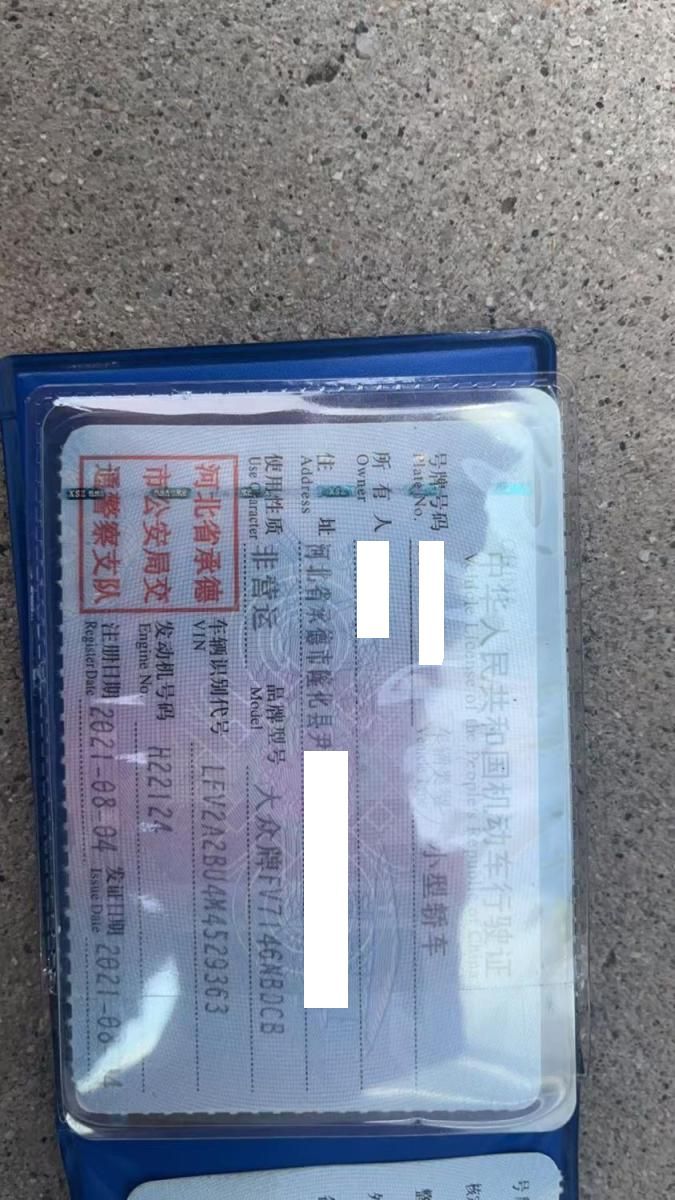 中华人民共和国机动车行驶证
Vehicle License of the People's Republic of China
号牌号码 车辆类型 小型轿车
Plate No.
所有人
Owner
住址 河北省承德市隆化县尹
Address
使用性质 非营运 品牌型号 大众牌FV7146NBDCB
Use Character Model
河北省承德
市公安局交
通警察支队
车辆识别代号 LFV2A2BU4M4529363
VIN
发动机号码 H22124
Engine No.
注册日期 2021-08-04 发证日期 2021-08
Register Date Issue Date